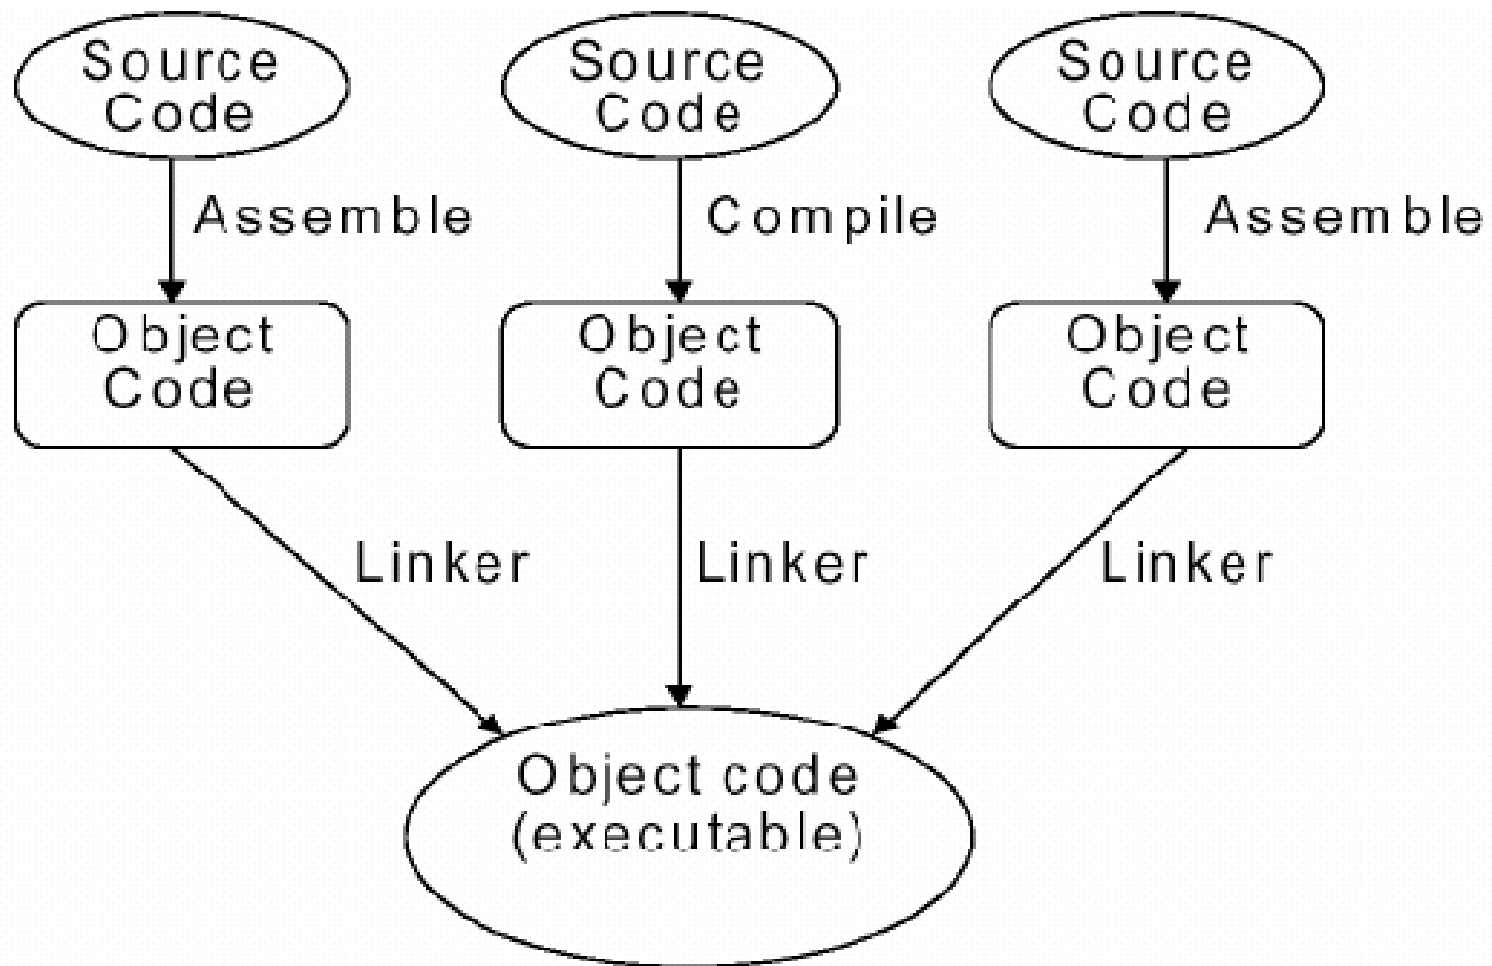 Source
Code
Source
Code
Source
Code
Assemble
Compile
Assemble
Object
Code
Object
Code
Object
Code
Linker
Linker
Linker
Object code
(executable)